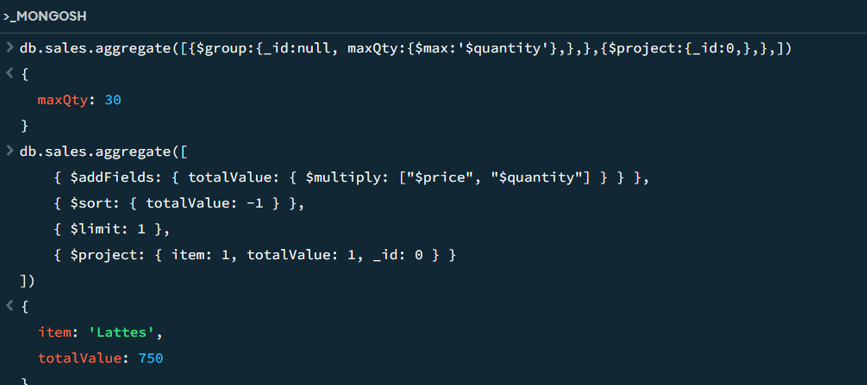 >_MONGOSH
> db.sales.aggregate([{$group:{_id:null, maxQty:{$max:'$quantity'},},},{$project:{_id:0,},},])
< {
maxQty: 30
}
> db.sales.aggregate([
{ $addFields: { totalValue: { $multiply: ["$price", "$quantity"] } } },
{ $sort: { totalValue: -1 } },
{ $limit: 1 },
{ $project: { item: 1, totalValue: 1, _id: 0 } }
])
< {
item: 'Lattes',
totalValue: 750
}